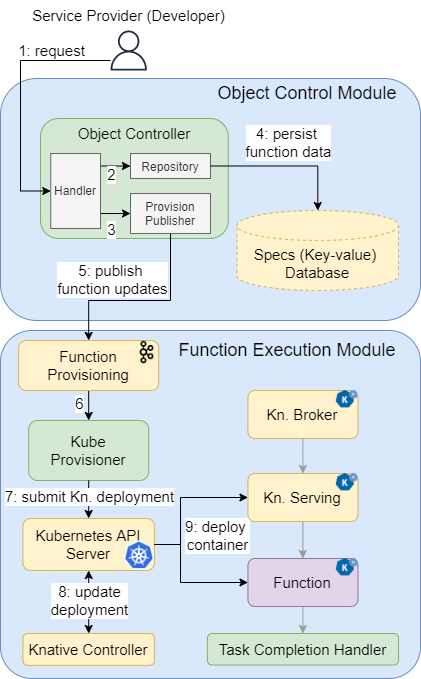 Service Provider (Developer)
1: request
Object Control Module
Object Controller
4: persist
function data
Handler
2
Repository
3
Provision
Publisher
Specs (Key-value)
Database
5: publish
function updates
Function Execution Module
Function
Provisioning
6
Kn. Broker
Kube
Provisioner
7: submit Kn. deployment
Kn. Serving
Kubernetes API
Server
9: deploy
container
Function
8: update
deployment
Knative Controller
Task Completion Handler